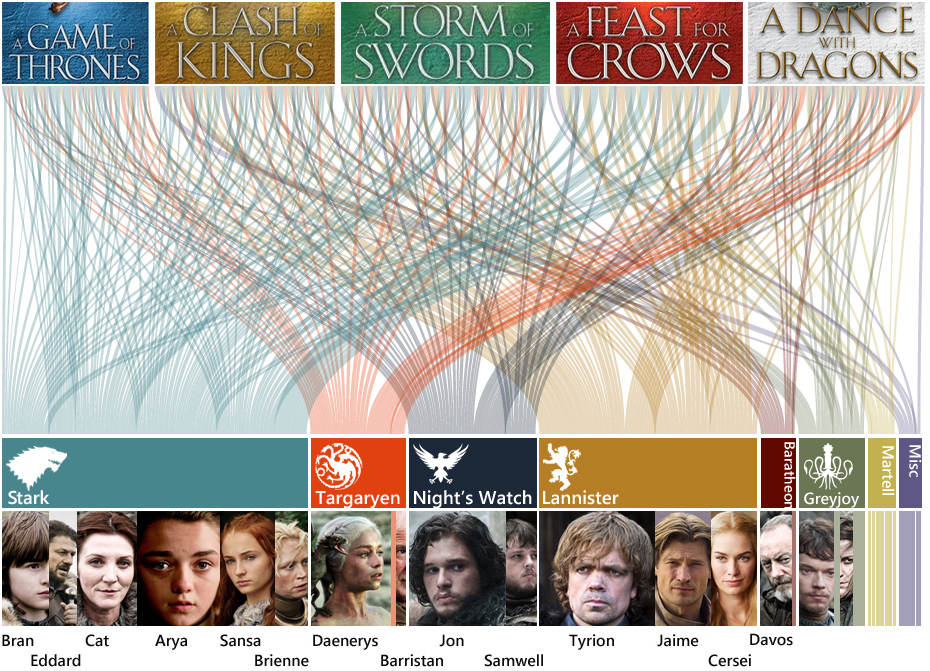 A GAME OF
THRONES
A CLASH OF
KINGS
A STORM OF
SWORDS
A FEAST FOR
CROWS
A DANCE
WITH
DRAGONS
Stark
Targaryen
Night's Watch
Lannister
Baratheon
Greyjoy
Martell
Misc
Bran
Eddard
Cat
Arya
Sansa
Brienne
Daenerys
Barristan
Jon
Samwell
Tyrion
Jaime
Cersei
Davos